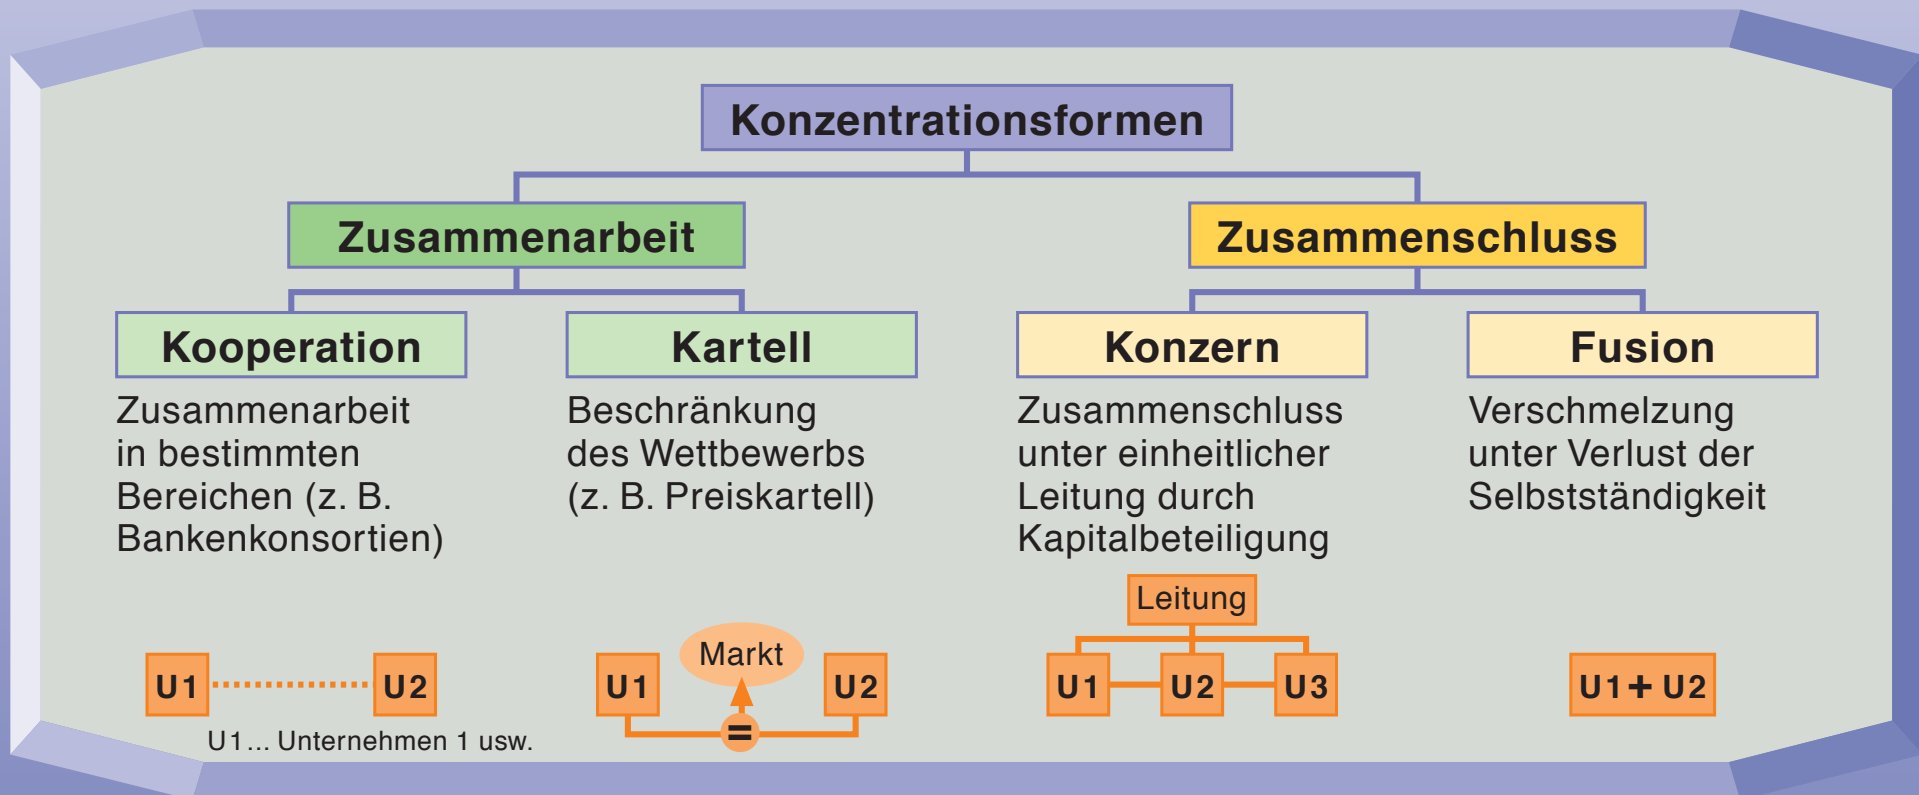 Konzentrationsformen
Zusammenarbeit
Zusammenschluss
Kooperation
Zusammenarbeit
in bestimmten
Bereichen (z. B.
Bankenkonsortien)
U1
U2
U1... Unternehmen 1 usw.
Kartell
Beschränkung
des Wettbewerbs
(z. B. Preiskartell)
U1
Markt
U2
=
Konzern
Zusammenschluss
unter einheitlicher
Leitung durch
Kapitalbeteiligung
Leitung
U1
U2
U3
Fusion
Verschmelzung
unter Verlust der
Selbstständigkeit
U1 + U2